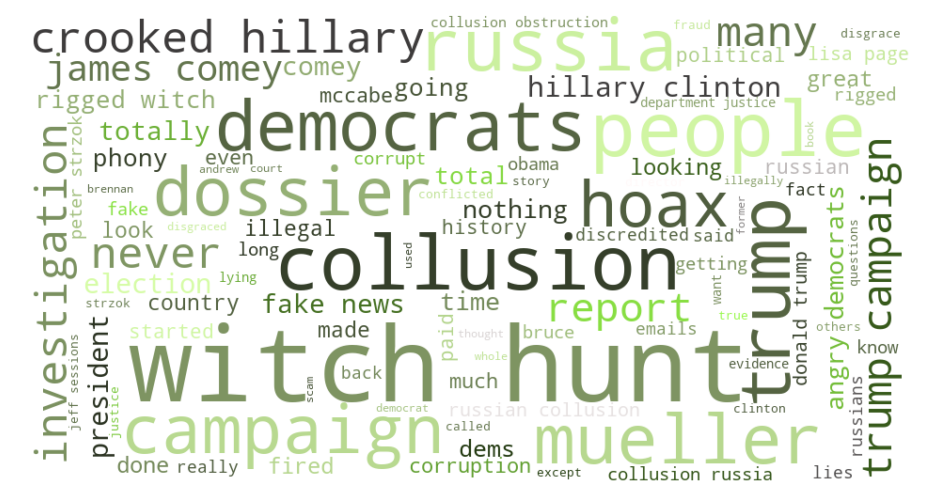 collusion obstruction
fraud
disgrace
crooked hillary
russia
many
political
lisa page
james comey
comey
great
mccabe
going
hillary clinton
rigged
rigged witch
department justice
democrats
people
totally
book
peter strzok
phony
even
corrupt
obama
looking
russian
andrew
court
total
story
illegally
fact
brennan
dossier
conflicted
hoax
fake
nothing
former
look
disgraced
illegal
history
discredited
said
investigation
never
long
used
collusion
getting
questions
election
lying
want
trump
donald trump
angry democrats
trump campaign
strzok
country
fake news
time
report
true
started
made
paid
thought
bruce
emails
others
president
witch hunt
whole
evidence
know
jeff sessions
scam
back
much
justice
democrat
russian collusion
clinton
russians
campaign
called
mueller
dems
done
really
fired
corruption
except
collusion russia
lies